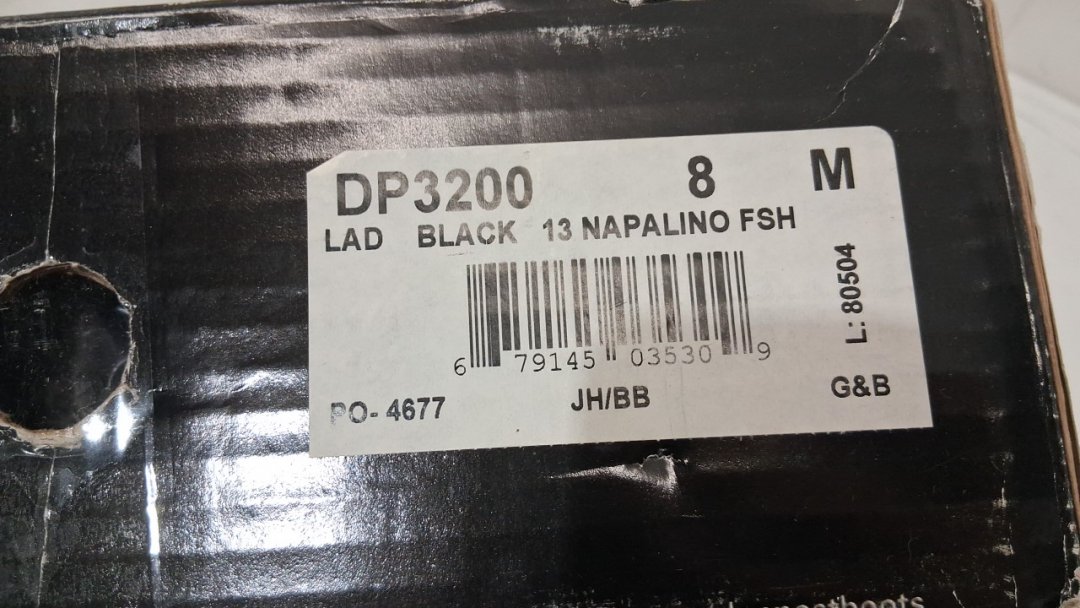 DP3200 8 M
LAD BLACK 13 NAPALINO FSH
L: 80504
6 79145 03530 9
PO- 4677 JH/BB G&B